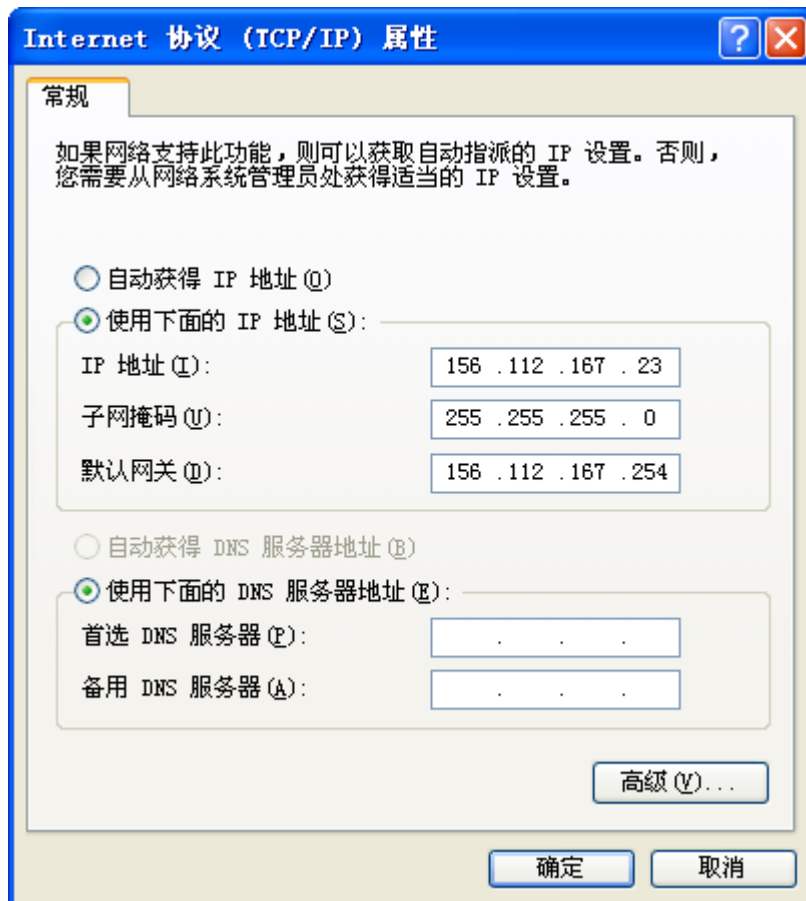 Internet 协议 (TCP/IP) 属性
常规
如果网络支持此功能，则可以获取自动指派的 IP 设置。否则，
您需要从网络系统管理员处获得适当的 IP 设置。
自动获得 IP 地址(O)
使用下面的 IP 地址(S):
IP 地址(I): 156 .112 .167 . 23
子网掩码(U): 255 .255 .255 . 0
默认网关(D): 156 .112 .167 .254
自动获得 DNS 服务器地址(B)
使用下面的 DNS 服务器地址(E):
首选 DNS 服务器(P): . . .
备用 DNS 服务器(A): . . .
高级(V)...
确定 取消